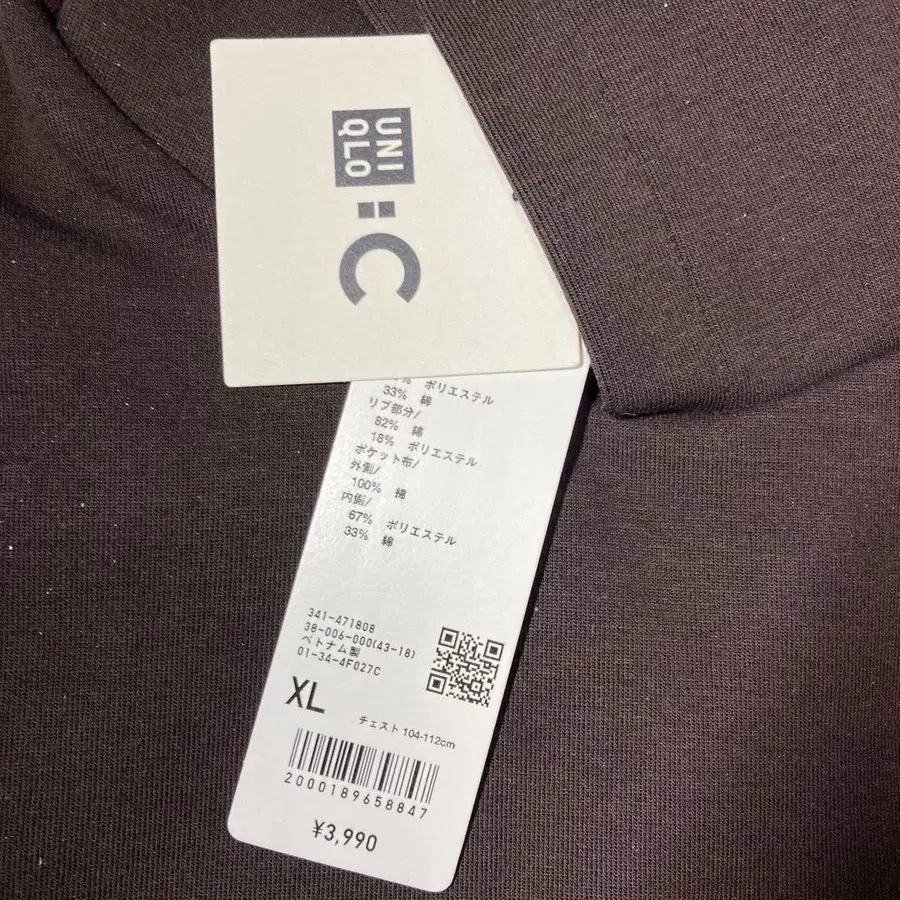 UNI
QLO
:: C
ポリエステル
33% 綿
リブ部分/
82% 綿
18% ポリエステル
ポケット布/
外側/
100% 綿
内側/
67% ポリエステル
33% 綿
341-471808
38-006-000(43-18)
ベトナム製
01-34-4F027C
XL
チェスト 104-112cm
2000189658847
¥3,990